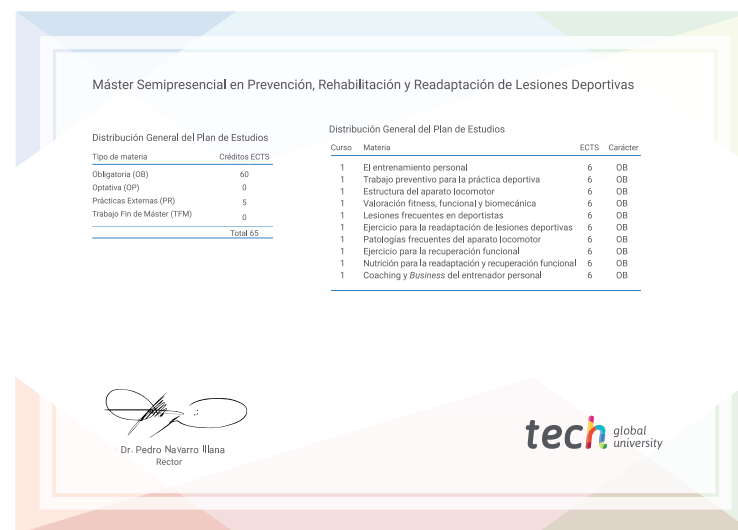 Máster Semipresencial en Prevención, Rehabilitación y Readaptación de Lesiones Deportivas
Distribución General del Plan de Estudios
Tipo de materia Créditos ECTS
Obligatoria (OB) 60
Optativa (OP) 0
Prácticas Externas (PR) 5
Trabajo Fin de Máster (TFM) 0
Total 65
Distribución General del Plan de Estudios
Curso Materia ECTS Carácter
1 El entrenamiento personal 6 OB
1 Trabajo preventivo para la práctica deportiva 6 OB
1 Estructura del aparato locomotor 6 OB
1 Valoración fitness, funcional y biomecánica 6 OB
1 Lesiones frecuentes en deportistas 6 OB
1 Ejercicio para la readaptación de lesiones deportivas 6 OB
1 Patologías frecuentes del aparato locomotor 6 OB
1 Ejercicio para la recuperación funcional 6 OB
1 Nutrición para la readaptación y recuperación funcional 6 OB
1 Coaching y Business del entrenador personal 6 OB
Dr. Pedro Navarro Illana
Rector
tech global university